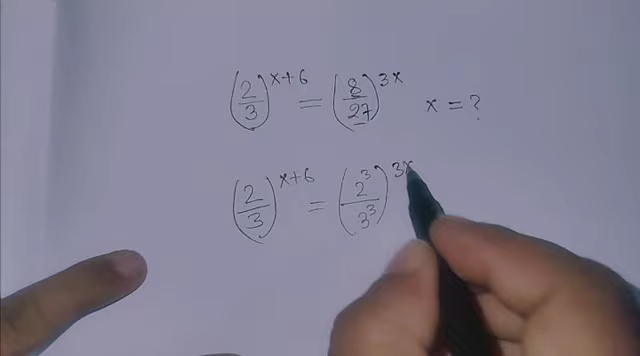 (2/3)^(x+6) = (8/27)^(3x) x = ?
(2/3)^(x+6) = (2^3/3^3)^(3x)